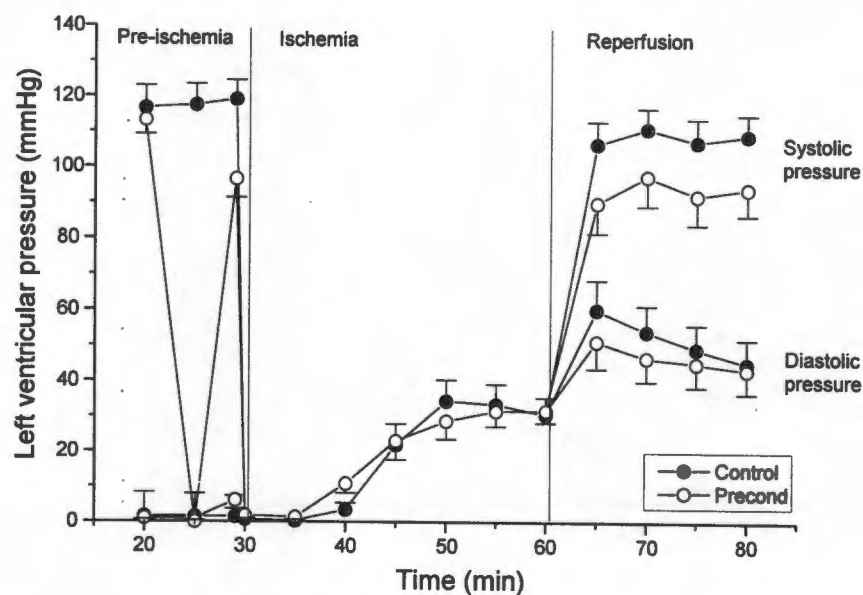 Left ventricular pressure (mmHg)
140
120
100
80
60
40
20
0
Pre-ischemia
Ischemia
Reperfusion
Systolic
pressure
Diastolic
pressure
Control
Precond
20
30
40
50
60
70
80
Time (min)